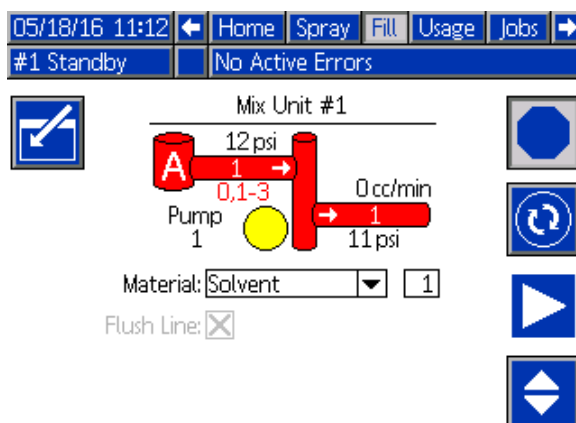 05/18/16 11:12 Home Spray Fill Usage Jobs
#1 Standby No Active Errors
Mix Unit #1
12 psi
A 1
0,1-3
0 cc/min
Pump
1
1
11 psi
Material: Solvent 1
Flush Line: